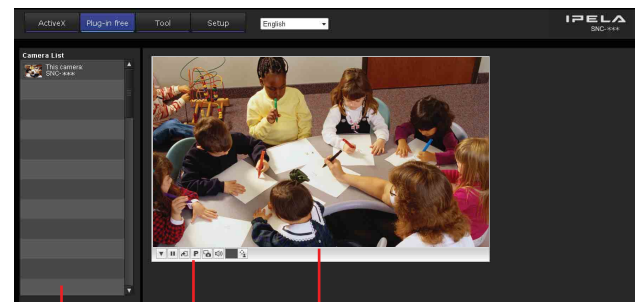 ActiveX Plug-in free Tool Setup English
IPELA
SNC-***
Camera List
This camera:
SNC-***
P